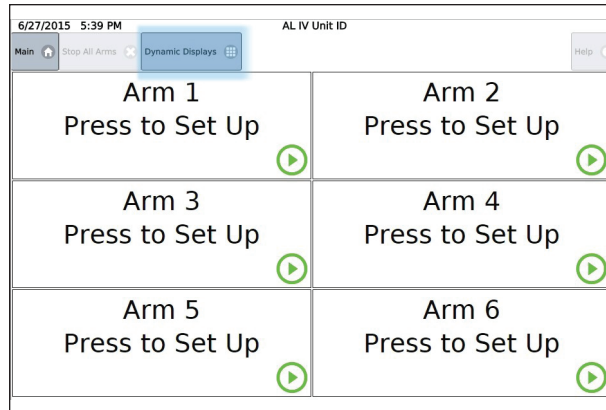 6/27/2015 5:39 PM AL IV Unit ID
Main Stop All Arms Dynamic Displays Help
Arm 1 Arm 2
Press to Set Up Press to Set Up
Arm 3 Arm 4
Press to Set Up Press to Set Up
Arm 5 Arm 6
Press to Set Up Press to Set Up